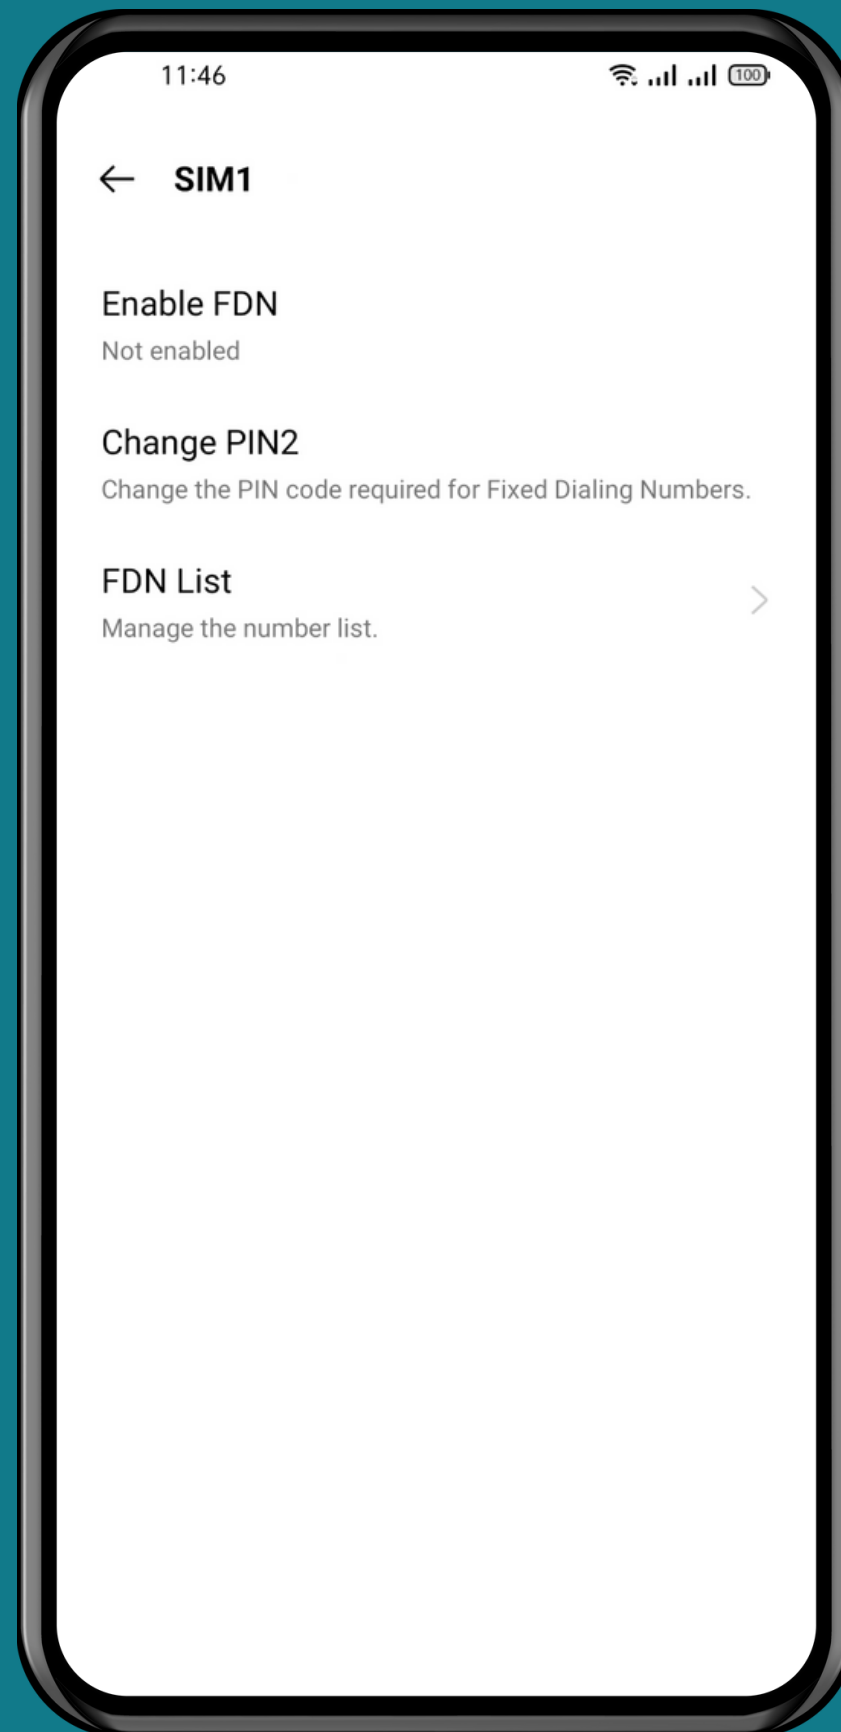 11:46
100
SIM1
Enable FDN
Not enabled
Change PIN2
Change the PIN code required for Fixed Dialing Numbers.
FDN List
Manage the number list.